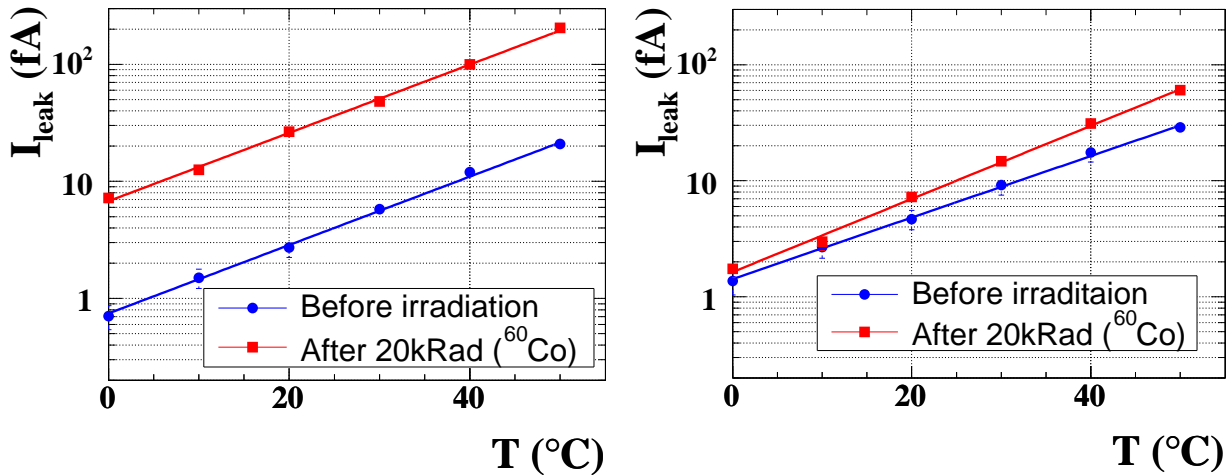 I_leak (fA)
10^2
10
1
Before irradiation
After 20kRad (^60Co)
0 20 40
T (°C)
I_leak (fA)
10^2
10
1
Before irraditaion
After 20kRad (^60Co)
0 20 40
T (°C)